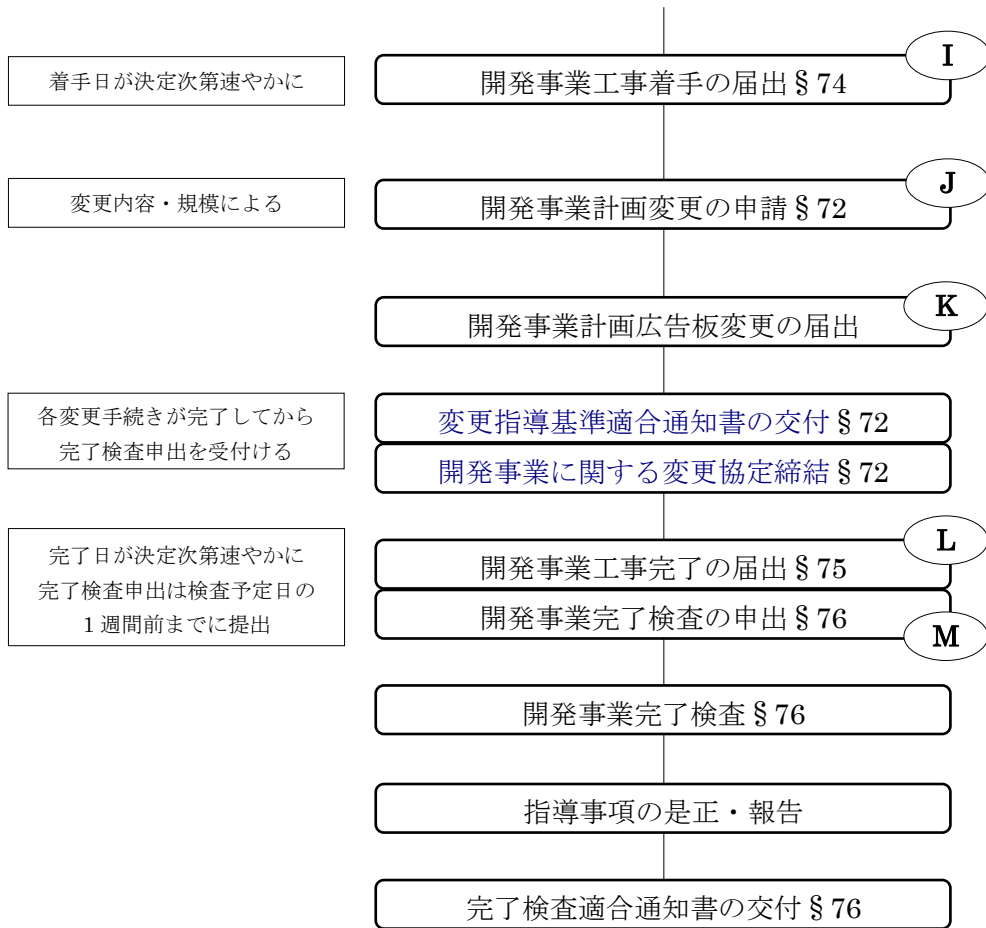 I
着手日が決定次第速やかに
開発事業工事着手の届出§74
J
変更内容・規模による
開発事業計画変更の申請§72
K
開発事業計画広告板変更の届出
各変更手続きが完了してから
完了検査申出を受付ける
変更指導基準適合通知書の交付§72
開発事業に関する変更協定締結§72
完了日が決定次第速やかに
完了検査申出は検査予定日の
1週間前までに提出
L
開発事業工事完了の届出§75
開発事業完了検査の申出§76
M
開発事業完了検査§76
指導事項の是正・報告
完了検査適合通知書の交付§76